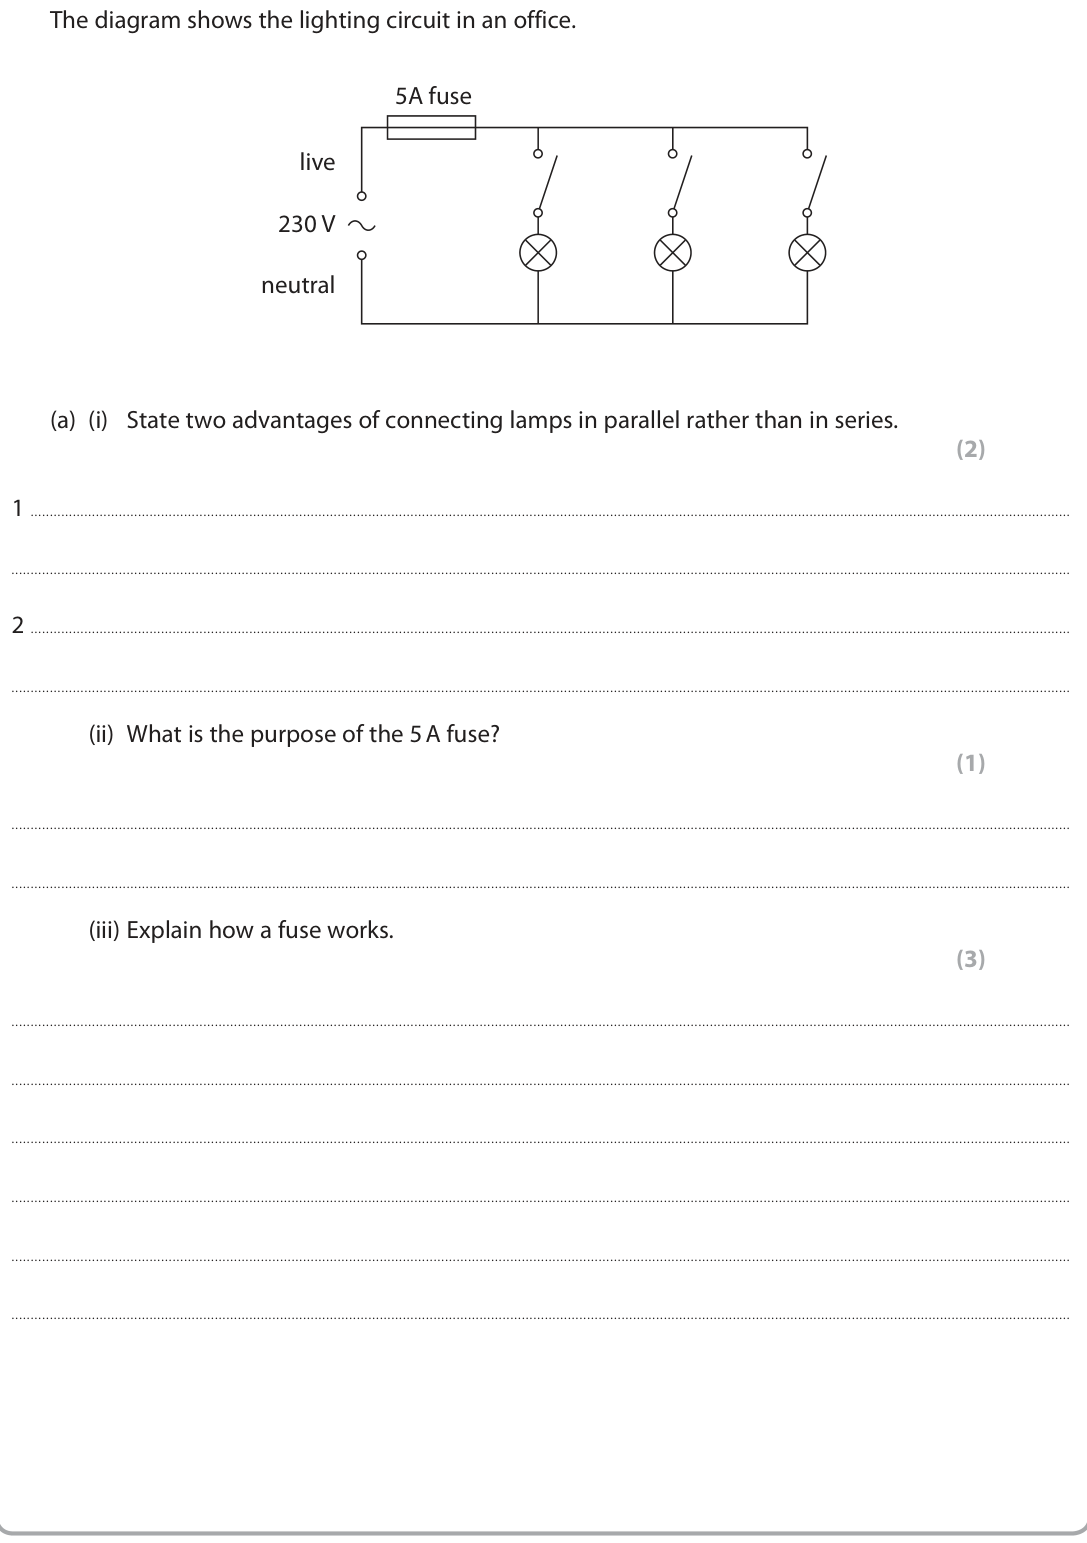 The diagram shows the lighting circuit in an office.
5A fuse
live
230 V
neutral
(a) (i) State two advantages of connecting lamps in parallel rather than in series.
(2)
1
2
(ii) What is the purpose of the 5 A fuse?
(1)
(iii) Explain how a fuse works.
(3)